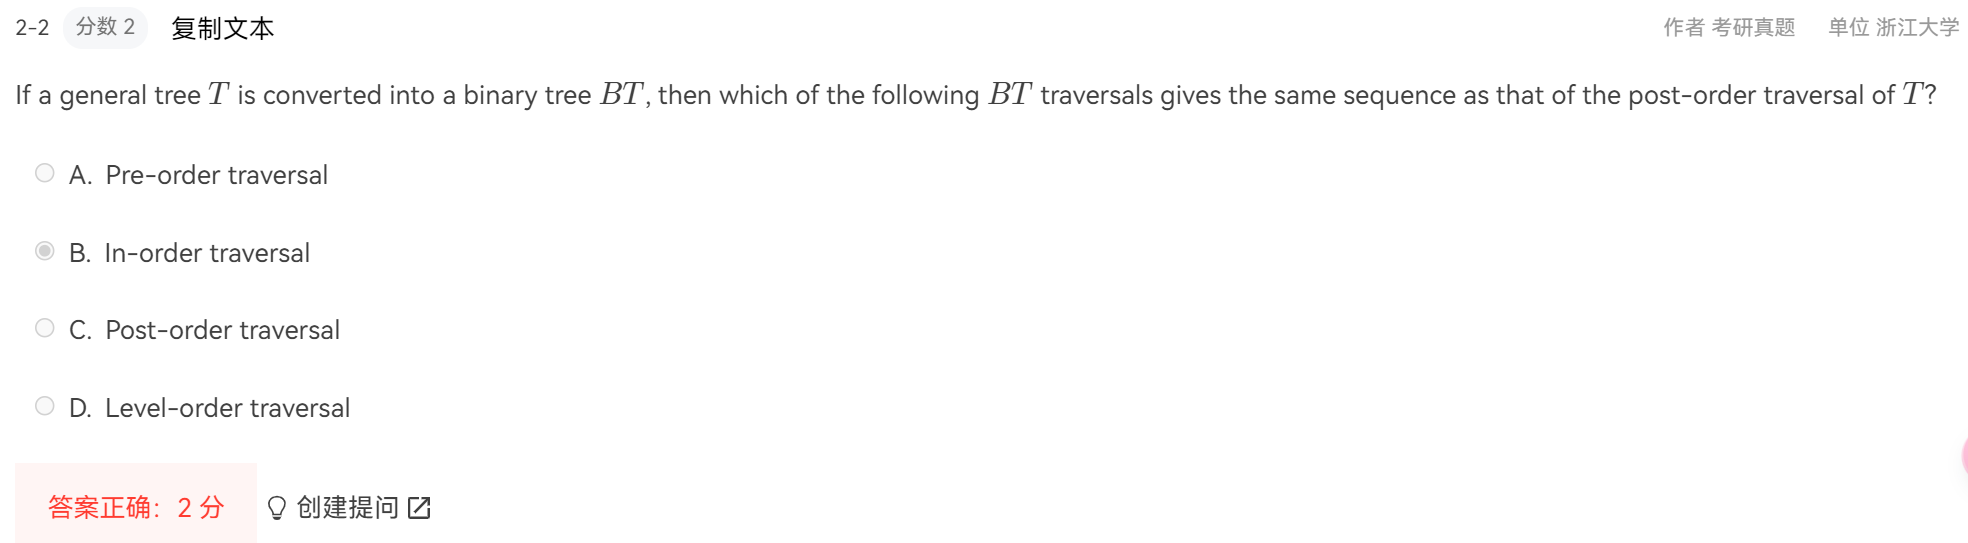 2-2 分数 2 复制文本 作者 考研真题 单位 浙江大学
If a general tree T is converted into a binary tree BT, then which of the following BT traversals gives the same sequence as that of the post-order traversal of T?
A. Pre-order traversal
B. In-order traversal
C. Post-order traversal
D. Level-order traversal
答案正确：2 分 创建提问